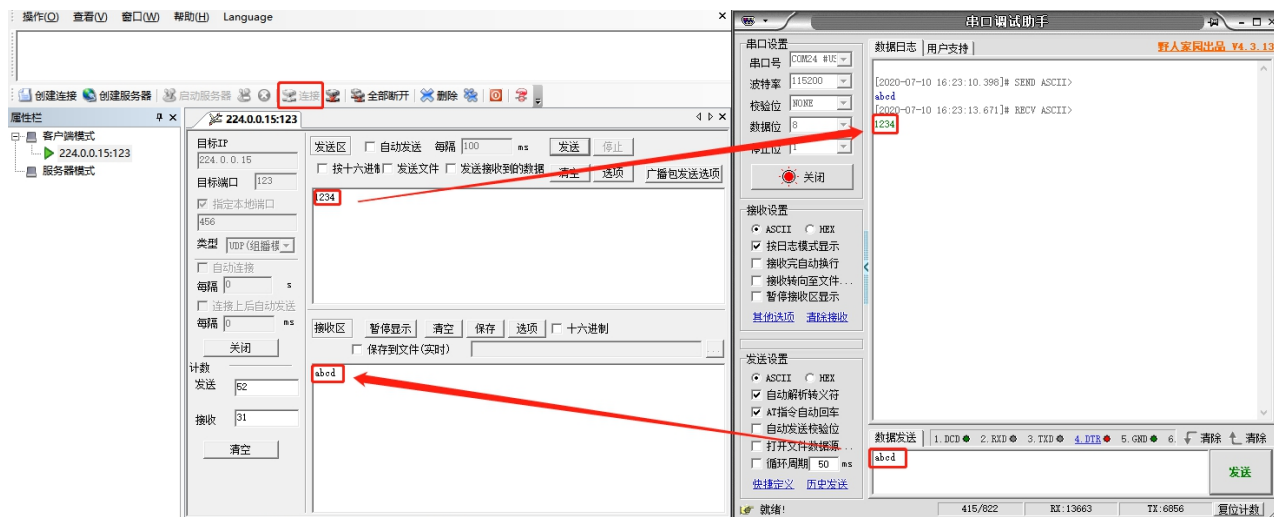 操作(O) 查看(V) 窗口(W) 帮助(H) Language
创建连接 创建服务器 启动服务器 连接 全部断开 删除
属性栏
客户端模式
224.0.0.15:123
服务器模式
224.0.0.15:123
目标IP
224.0.0.15
目标端口 123
指定本地端口
456
类型 UDP(组播模
自动连接
每隔 0 s
连接上后自动发送
每隔 0 ms
关闭
计数
发送 52
接收 31
清空
发送区 自动发送 每隔 100 ms 发送 停止
按十六进制 发送文件 发送接收到的数据 清空 选项 广播包发送选项
1234
接收区 暂停显示 清空 保存 选项 十六进制
保存到文件(实时) ...
abcd
串口调试助手
串口设置
串口号 COM24 #US
波特率 115200
校验位 NONE
数据位 8
停止位 1
关闭
接收设置
ASCII HEX
按日志模式显示
接收完自动换行
接收转向至文件...
暂停接收区显示
其他选项 清除接收
发送设置
ASCII HEX
自动解析转义符
AT指令自动回车
自动发送校验位
打开文件数据源...
循环周期 50 ms
快捷定义 历史发送
数据日志 用户支持 野人家园出品 V4.3.13
[2020-07-10 16:23:10.398]# SEND ASCII>
abcd
[2020-07-10 16:23:13.671]# RECV ASCII>
1234
数据发送 1.DCD 2.RXD 3.TXD 4.DTR 5.GND 6. 清除 清除
abcd
发送
就绪! 415/822 RX:13663 TX:6856 复位计数